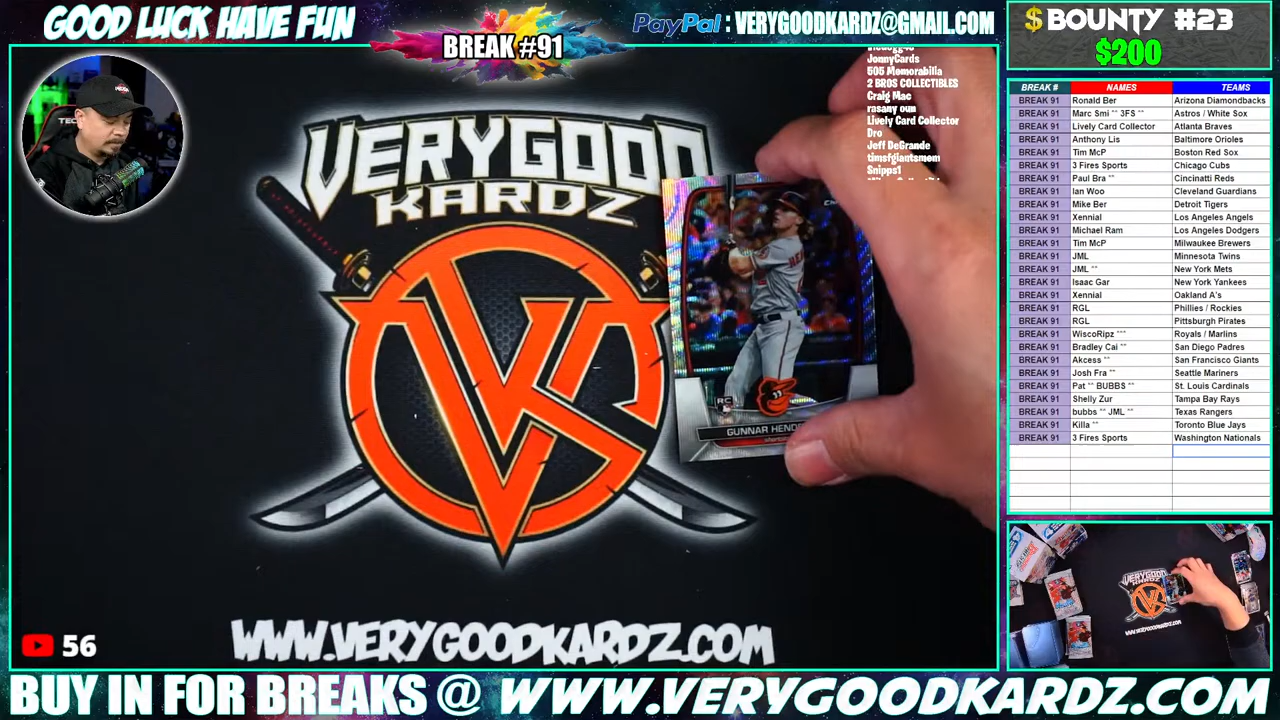 GOOD LUCK HAVE FUN
BREAK #91
PayPal : VERYGOODKARDZ@GMAIL.COM
$ BOUNTY #23
$200
JonnyCards
505 Memorabilia
2 BROS COLLECTIBLES
Craig Mac
rasany oun
Lively Card Collector
Dro
Jeff DeGrande
timsfgiantsmom
Snipps1
VERYGOOD
KARDZ
RC
GUNNAR HENDE
WWW.VERYGOODKARDZ.COM
56
BREAK # NAMES TEAMS
BREAK 91 Ronald Ber Arizona Diamondbacks
BREAK 91 Marc Smi ** 3FS ** Astros / White Sox
BREAK 91 Lively Card Collector Atlanta Braves
BREAK 91 Anthony Lis Baltimore Orioles
BREAK 91 Tim McP Boston Red Sox
BREAK 91 3 Fires Sports Chicago Cubs
BREAK 91 Paul Bra ** Cincinatti Reds
BREAK 91 Ian Woo Cleveland Guardians
BREAK 91 Mike Ber Detroit Tigers
BREAK 91 Xennial Los Angeles Angels
BREAK 91 Michael Ram Los Angeles Dodgers
BREAK 91 Tim McP Milwaukee Brewers
BREAK 91 JML Minnesota Twins
BREAK 91 JML ** New York Mets
BREAK 91 Isaac Gar New York Yankees
BREAK 91 Xennial Oakland A's
BREAK 91 RGL Phillies / Rockies
BREAK 91 RGL Pittsburgh Pirates
BREAK 91 WiscoRipz *** Royals / Marlins
BREAK 91 Bradley Cai ** San Diego Padres
BREAK 91 Akcess ** San Francisco Giants
BREAK 91 Josh Fra ** Seattle Mariners
BREAK 91 Pat ** BUBBS ** St. Louis Cardinals
BREAK 91 Shelly Zur Tampa Bay Rays
BREAK 91 bubbs ** JML ** Texas Rangers
BREAK 91 Killa ** Toronto Blue Jays
BREAK 91 3 Fires Sports Washington Nationals
BUY IN FOR BREAKS @ WWW.VERYGOODKARDZ.COM